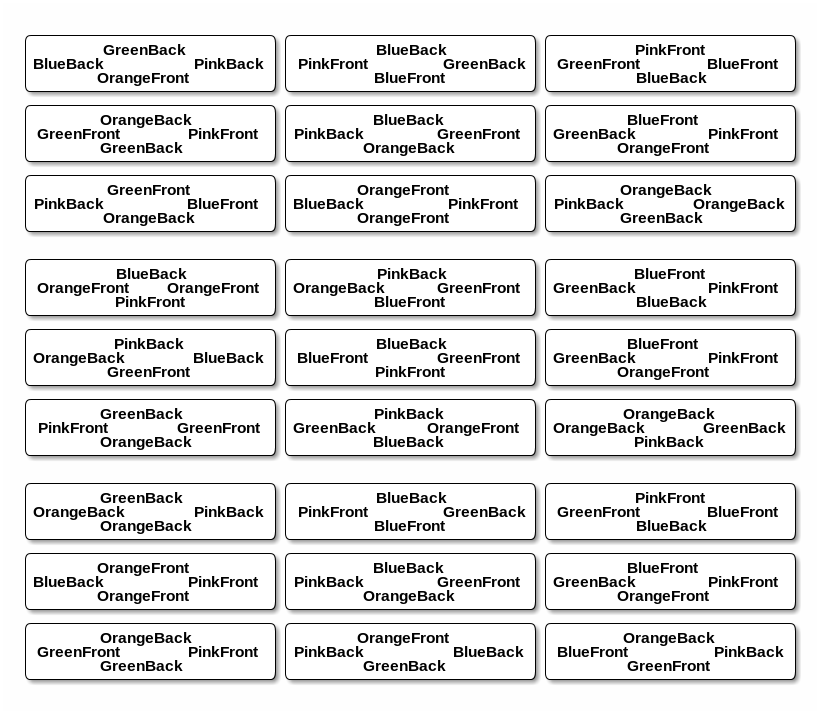 GreenBack BlueBack PinkFront
BlueBack PinkBack PinkFront GreenBack GreenFront BlueFront
OrangeFront BlueFront BlueBack
OrangeBack BlueBack BlueFront
GreenFront PinkFront PinkBack GreenFront GreenBack PinkFront
GreenBack OrangeBack OrangeFront
GreenFront OrangeFront OrangeBack
PinkBack BlueFront BlueBack PinkFront PinkBack OrangeBack
OrangeBack OrangeFront GreenBack
BlueBack PinkBack BlueFront
OrangeFront OrangeFront OrangeBack GreenFront GreenBack PinkFront
PinkFront BlueFront BlueBack
PinkBack BlueBack BlueFront
OrangeBack BlueBack BlueFront GreenFront GreenBack PinkFront
GreenFront PinkFront OrangeFront
GreenBack PinkBack OrangeBack
PinkFront GreenFront GreenBack OrangeFront OrangeBack GreenBack
OrangeBack BlueBack PinkBack
GreenBack BlueBack PinkFront
OrangeBack PinkBack PinkFront GreenBack GreenFront BlueFront
OrangeBack BlueFront BlueBack
OrangeFront BlueBack BlueFront
BlueBack PinkFront PinkBack GreenFront GreenBack PinkFront
OrangeFront OrangeBack OrangeFront
OrangeBack OrangeFront OrangeBack
GreenFront PinkFront PinkBack BlueBack BlueFront PinkBack
GreenBack GreenBack GreenFront